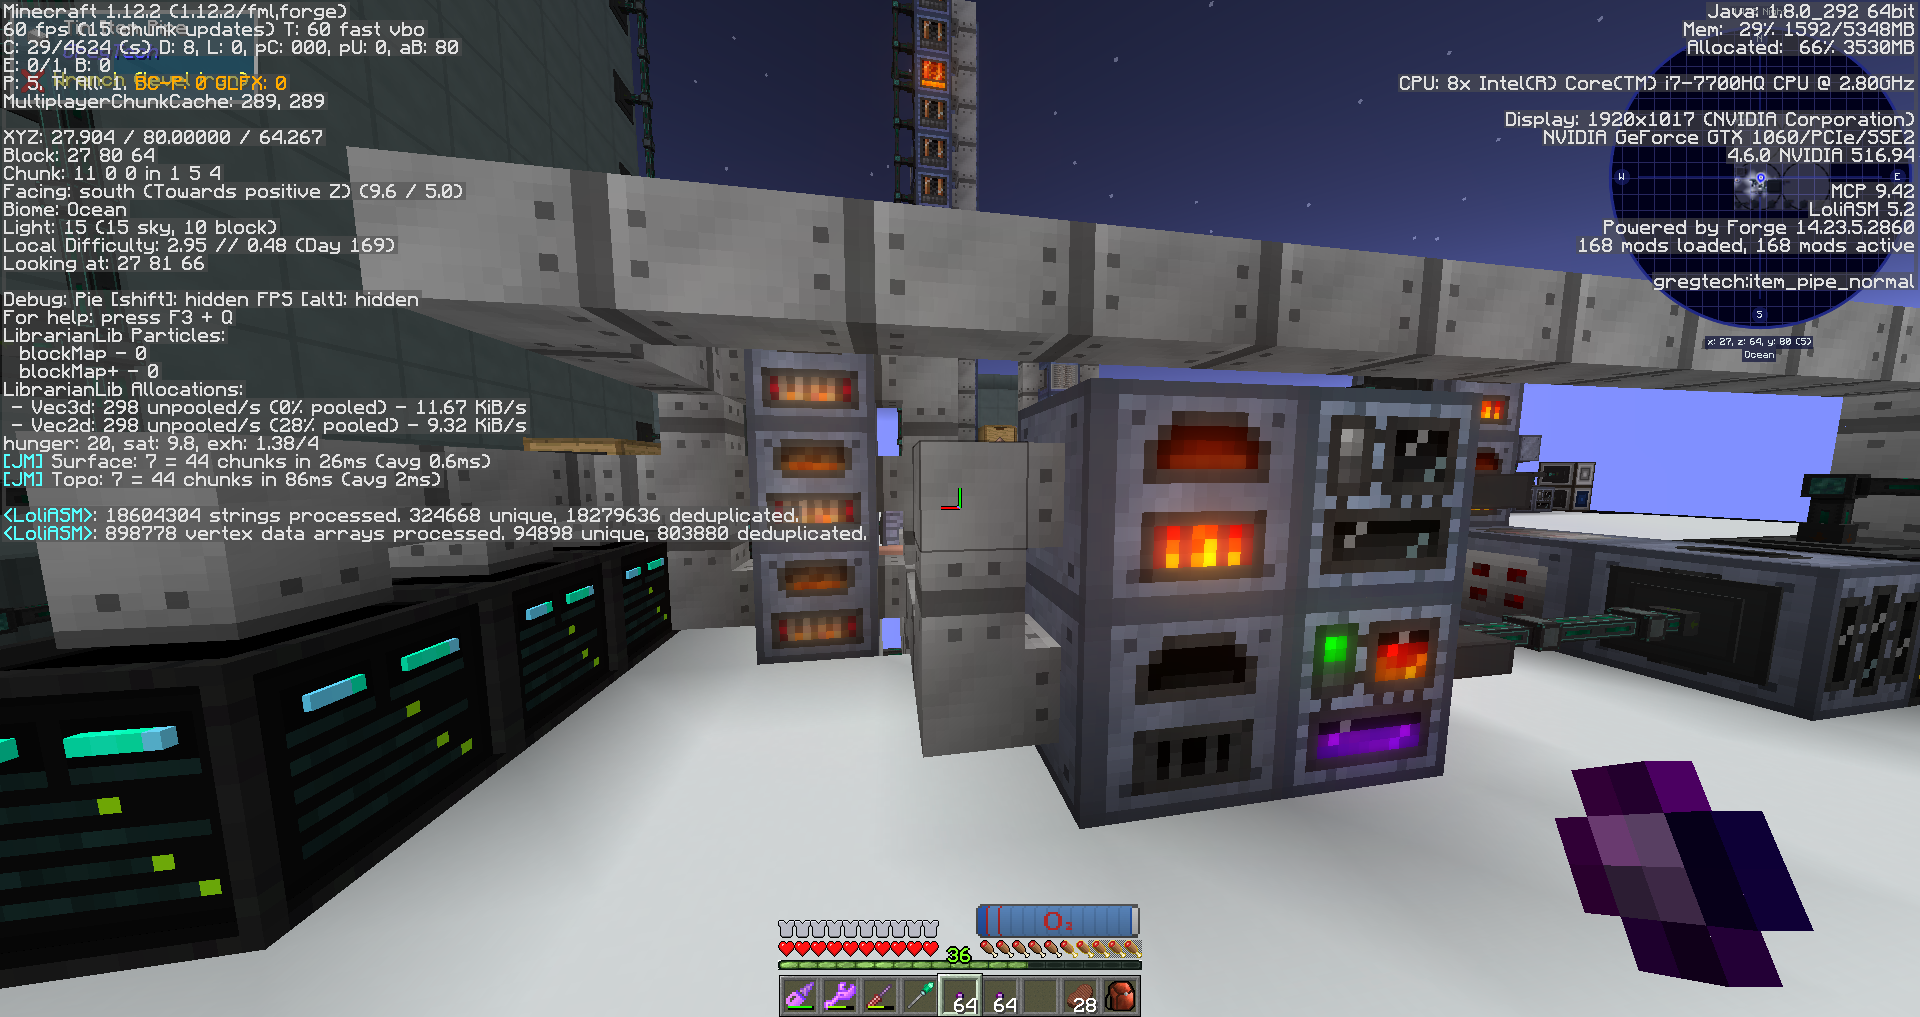 Minecraft 1.12.2 (1.12.2/fml,forge)
60 fps (15 chunk updates) T: 60 fast vbo
C: 29/4624 (s) D: 8, L: 0, pC: 000, pU: 0, aB: 80
E: 0/1, B: 0
P: 5. T: All: 1. BG-P: 0 GLFX: 0
MultiplayerChunkCache: 289, 289
XYZ: 27.904 / 80.00000 / 64.267
Block: 27 80 64
Chunk: 11 0 0 in 1 5 4
Facing: south (Towards positive Z) (9.6 / 5.0)
Biome: Ocean
Light: 15 (15 sky, 10 block)
Local Difficulty: 2.95 // 0.48 (Day 169)
Looking at: 27 81 66
Debug: Pie [shift]: hidden FPS [alt]: hidden
For help: press F3 + Q
LibrarianLib Particles:
blockMap - 0
blockMap+ - 0
LibrarianLib Allocations:
- Vec3d: 298 unpooled/s (0% pooled) - 11.67 KiB/s
- Vec2d: 298 unpooled/s (28% pooled) - 9.32 KiB/s
hunger: 20, sat: 9.8, exh: 1.38/4
[JM] Surface: 7 = 44 chunks in 26ms (avg 0.6ms)
[JM] Topo: 7 = 44 chunks in 86ms (avg 2ms)
<LoliASM>: 18604304 strings processed. 324668 unique, 18279636 deduplicated.
<LoliASM>: 898778 vertex data arrays processed. 94898 unique, 803880 deduplicated.
Java: 1.8.0_292 64bit
Mem: 29% 1592/5348MB
Allocated: 66% 3530MB
CPU: 8x Intel(R) Core(TM) i7-7700HQ CPU @ 2.80GHz
Display: 1920x1017 (NVIDIA Corporation)
NVIDIA GeForce GTX 1060/PCIe/SSE2
4.6.0 NVIDIA 516.94
MCP 9.42
LoliASM 5.2
Powered by Forge 14.23.5.2860
168 mods loaded, 168 mods active
gregtech:item_pipe_normal
W
E
S
x: 27, z: 64, y: 80 (5)
Ocean
O₂
36
64
64
28